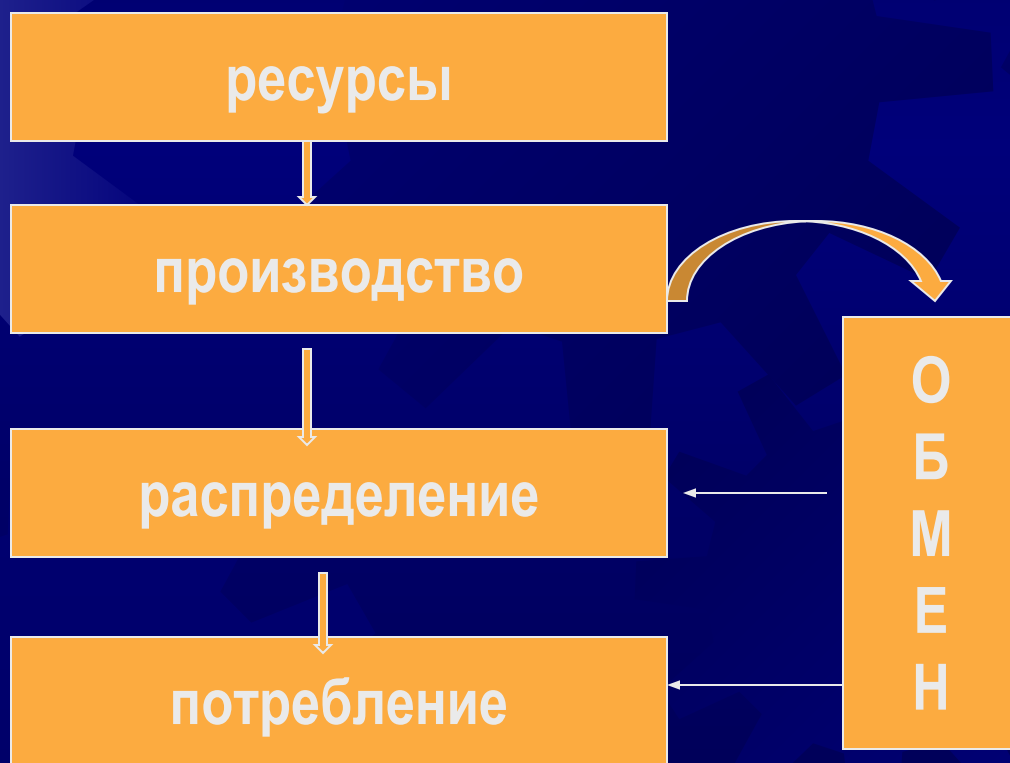 ресурсы
производство
распределение
потребление
О
Б
М
Е
Н